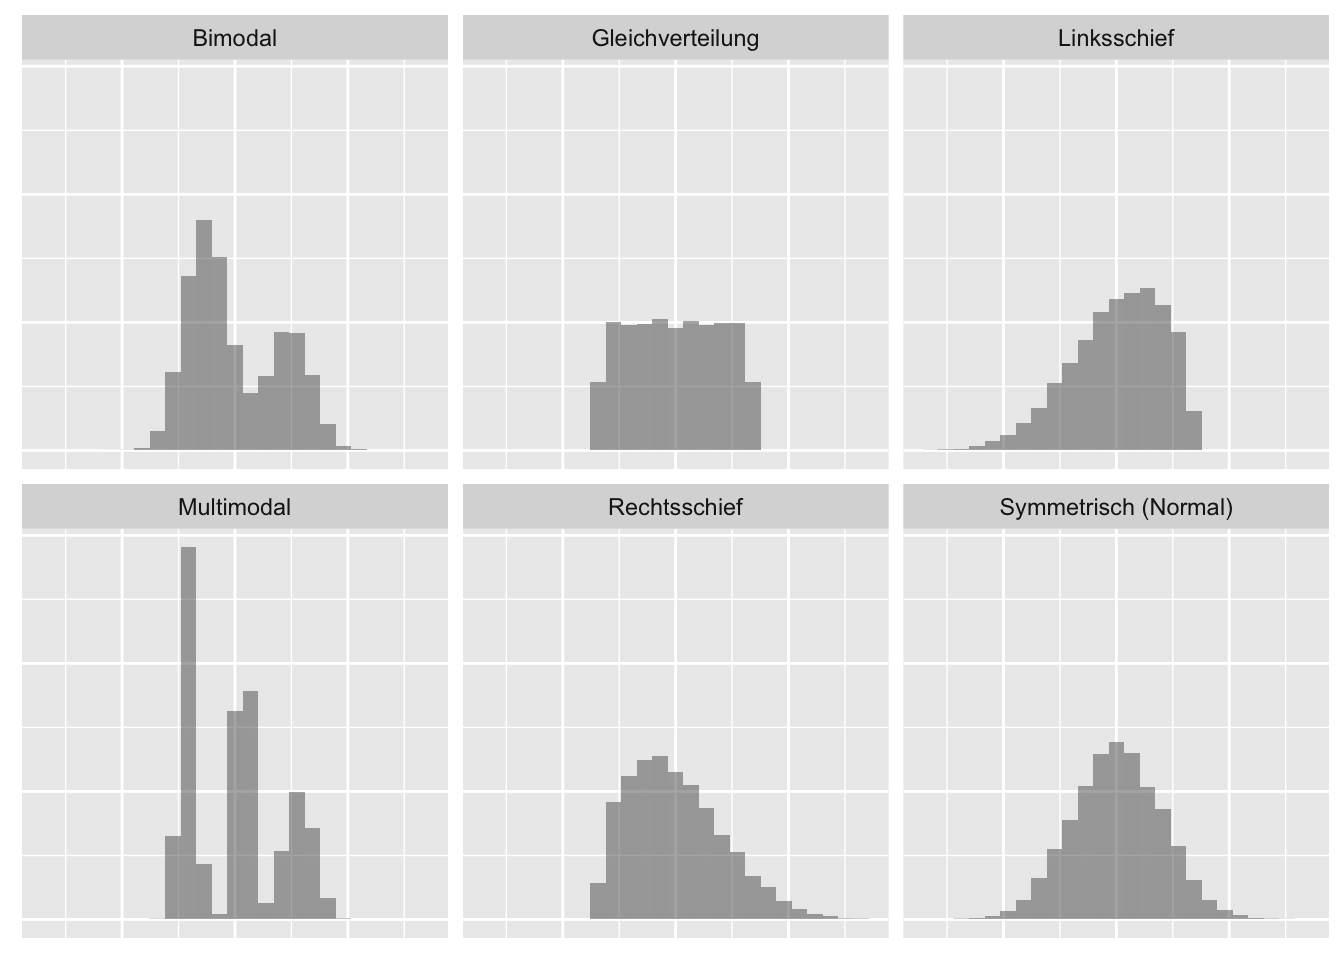 Bimodal
Gleichverteilung
Linksschief
Multimodal
Rechtsschief
Symmetrisch (Normal)